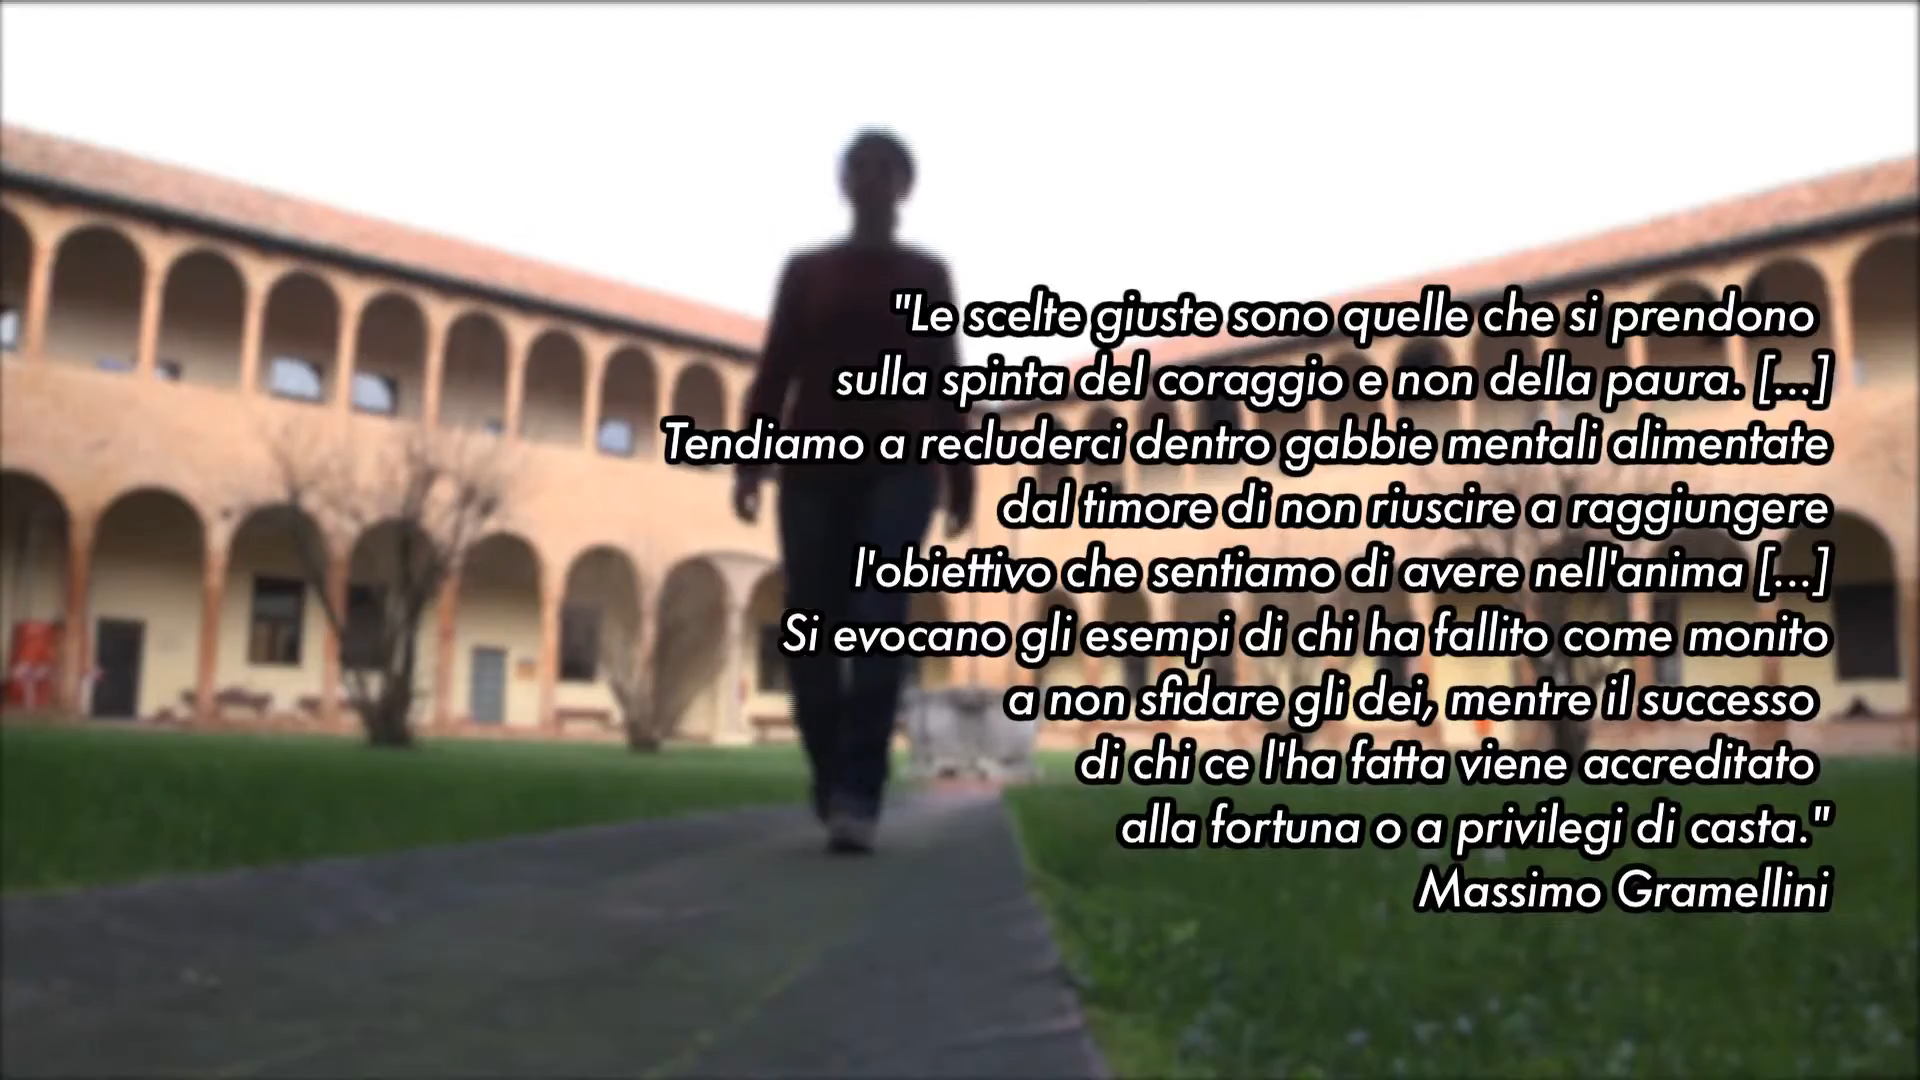 "Le scelte giuste sono quelle che si prendono
sulla spinta del coraggio e non della paura. [...]
Tendiamo a recluderci dentro gabbie mentali alimentate
dal timore di non riuscire a raggiungere
l'obiettivo che sentiamo di avere nell'anima [...]
Si evocano gli esempi di chi ha fallito come monito
a non sfidare gli dei, mentre il successo
di chi ce l'ha fatta viene accreditato
alla fortuna o a privilegi di casta."
Massimo Gramellini